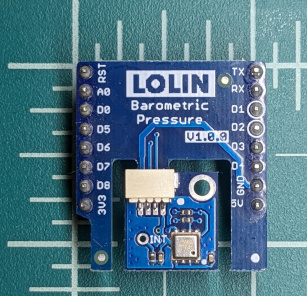 RST
A0
D0
D5
D6
D7
D8
3V3
LOLIN
Barometric
Pressure
V1.0.0
INT
TX
RX
D1
D2
D3
GND
5V